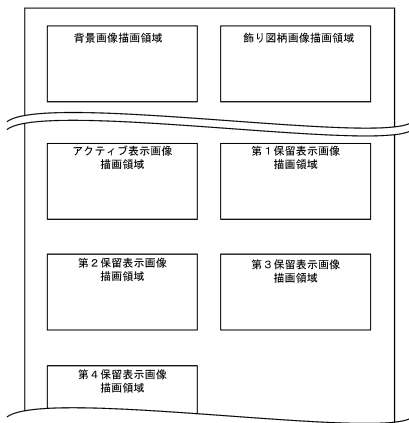 背景画像描画領域
飾り図柄画像描画領域
アクティブ表示画像
描画領域
第１保留表示画像
描画領域
第２保留表示画像
描画領域
第３保留表示画像
描画領域
第４保留表示画像
描画領域